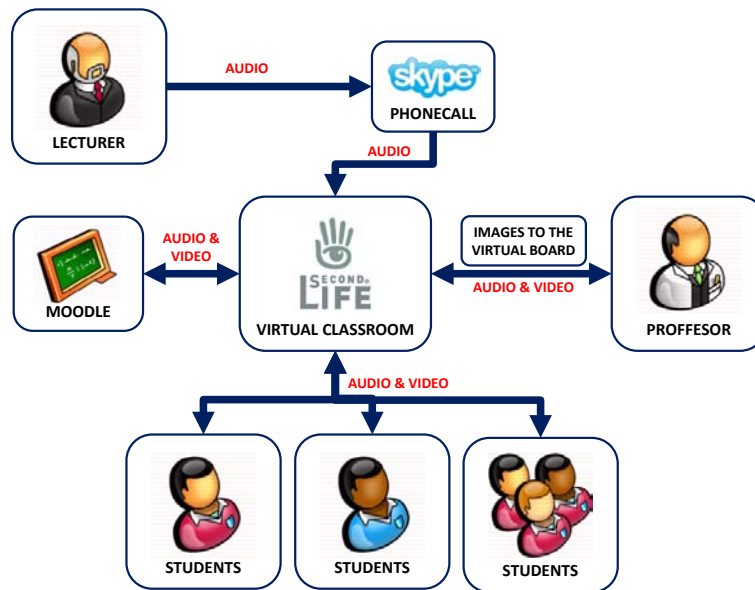 LECTURER
AUDIO
skype
PHONECALL
AUDIO
MOODLE
AUDIO &
VIDEO
SECOND
LIFE
VIRTUAL CLASSROOM
IMAGES TO THE
VIRTUAL BOARD
AUDIO & VIDEO
PROFFESOR
AUDIO & VIDEO
STUDENTS
STUDENTS
STUDENTS